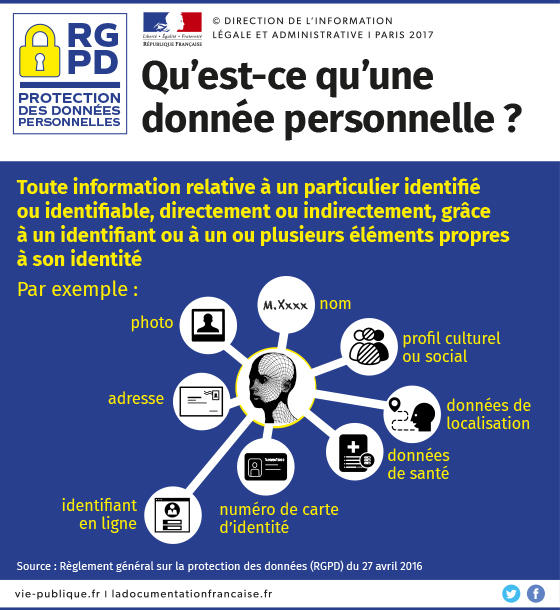 RG
PD
PROTECTION
DES DONNÉES
PERSONNELLES
Liberté • Égalité • Fraternité
RÉPUBLIQUE FRANÇAISE
© DIRECTION DE L'INFORMATION
LÉGALE ET ADMINISTRATIVE I PARIS 2017
Qu'est-ce qu'une
donnée personnelle ?
Toute information relative à un particulier identifié
ou identifiable, directement ou indirectement, grâce
à un identifiant ou à un ou plusieurs éléments propres
à son identité
Par exemple :
photo
M.Xxxx
nom
profil culturel
ou social
adresse
données de
localisation
données
de santé
identifiant
en ligne
numéro de carte
d'identité
Source : Règlement général sur la protection des données (RGPD) du 27 avril 2016
vie-publique.fr I ladocumentationfrancaise.fr